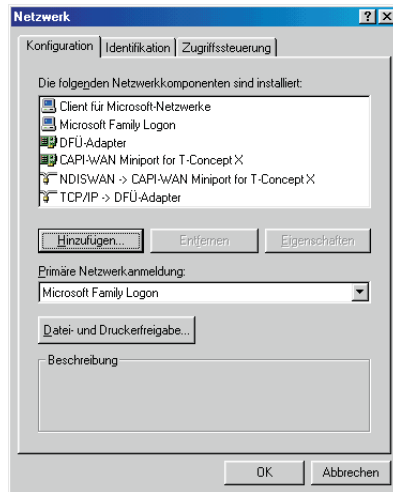 Netzwerk
Konfiguration Identifikation Zugriffssteuerung
Die folgenden Netzwerkkomponenten sind installiert:
Client für Microsoft-Netzwerke
Microsoft Family Logon
DFÜ-Adapter
CAPI-WAN Miniport for T-Concept X
NDISWAN -> CAPI-WAN Miniport for T-Concept X
TCP/IP -> DFÜ-Adapter
Hinzufügen... Entfernen Eigenschaften
Primäre Netzwerkanmeldung:
Microsoft Family Logon
Datei- und Druckerfreigabe...
Beschreibung
OK Abbrechen